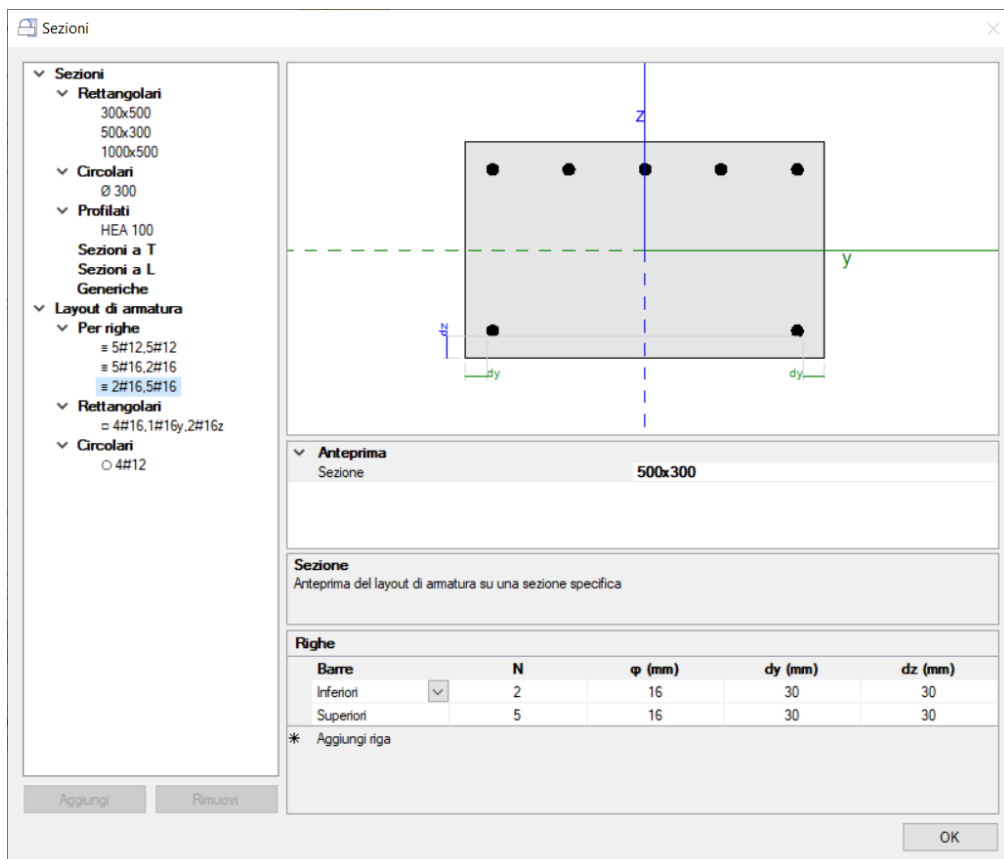 Sezioni
Sezioni
Rettangolari
300x500
500x300
1000x500
Circolari
Ø 300
Profilati
HEA 100
Sezioni a T
Sezioni a L
Generiche
Layout di armatura
Per righe
≡ 5#12,5#12
≡ 5#16,2#16
≡ 2#16,5#16
Rettangolari
□ 4#16,1#16y,2#16z
Circolari
○ 4#12
Aggiungi Rimuovi
z
y
dz
dy dy
Anteprima
Sezione 500x300
Sezione
Anteprima del layout di armatura su una sezione specifica
Righe
Barre N φ (mm) dy (mm) dz (mm)
Inferiori 2 16 30 30
Superiori 5 16 30 30
* Aggiungi riga
OK